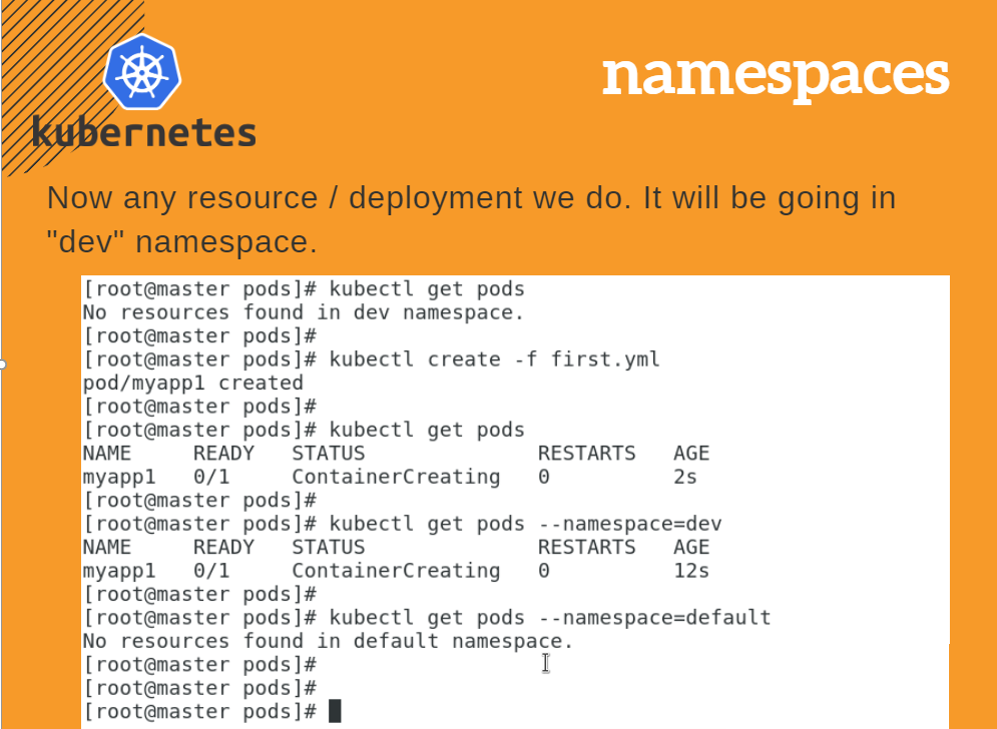 kubernetes
namespaces
Now any resource / deployment we do. It will be going in
"dev" namespace.
[root@master pods]# kubectl get pods
No resources found in dev namespace.
[root@master pods]#
[root@master pods]# kubectl create -f first.yml
pod/myapp1 created
[root@master pods]#
[root@master pods]# kubectl get pods
NAME     READY   STATUS              RESTARTS   AGE
myapp1   0/1     ContainerCreating   0          2s
[root@master pods]#
[root@master pods]# kubectl get pods --namespace=dev
NAME     READY   STATUS              RESTARTS   AGE
myapp1   0/1     ContainerCreating   0          12s
[root@master pods]#
[root@master pods]# kubectl get pods --namespace=default
No resources found in default namespace.
[root@master pods]#
[root@master pods]#
[root@master pods]#